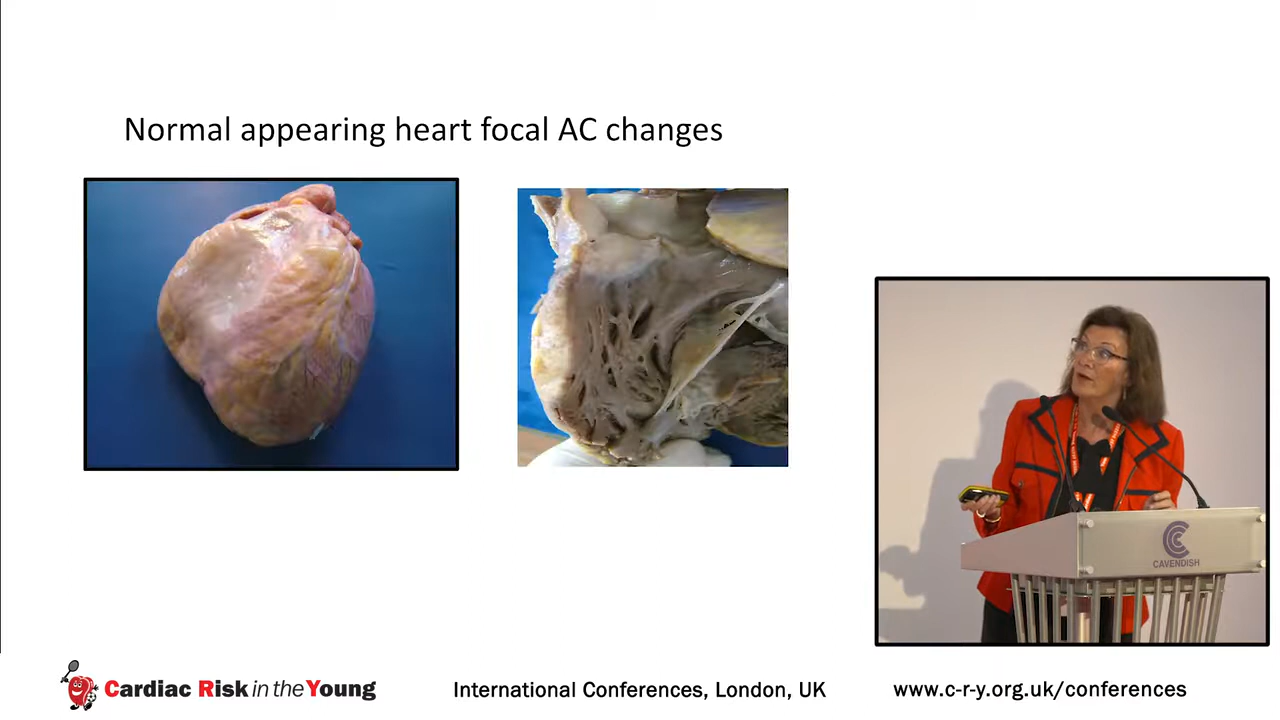 Normal appearing heart focal AC changes
CAVENDISH
Cardiac Risk in the Young
International Conferences, London, UK
www.c-r-y.org.uk/conferences